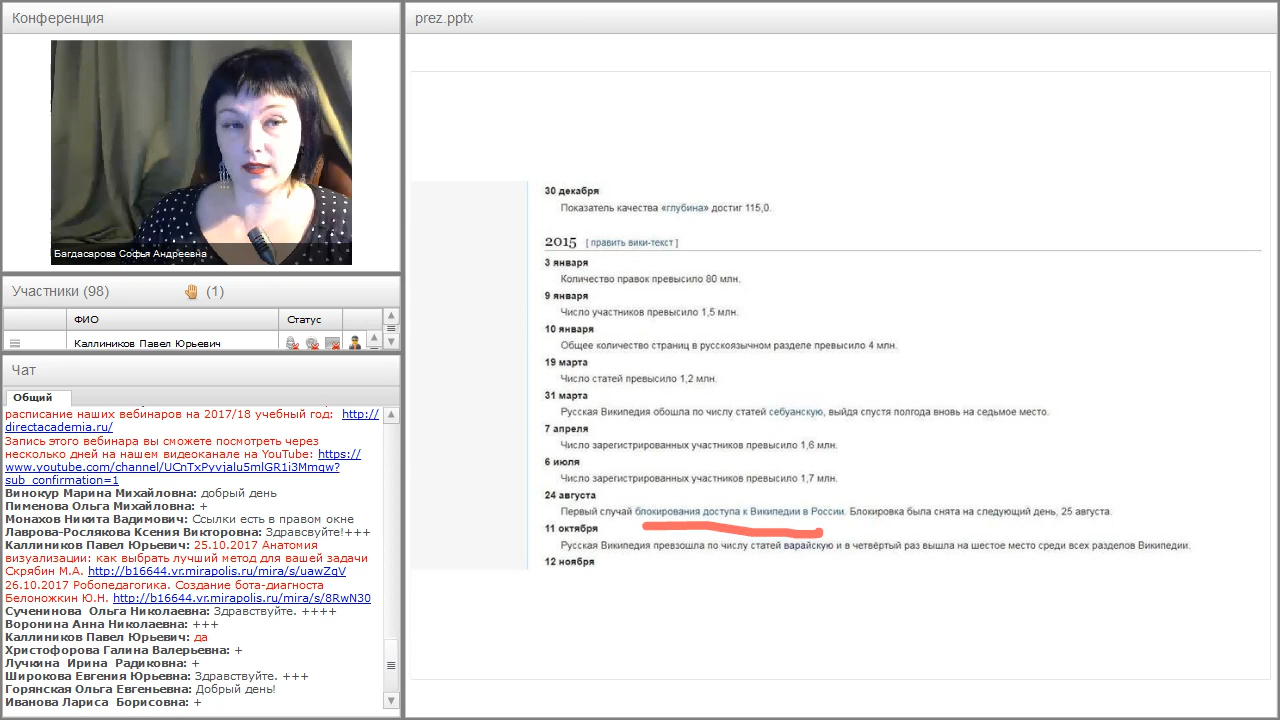 Конференция
Багдасарова Софья Андреевна
Участники (98) (1)
ФИО Статус
Каллиников Павел Юрьевич
Чат
Общий
расписание наших вебинаров на 2017/18 учебный год: http://
directacademia.ru/
Запись этого вебинара вы сможете посмотреть через
несколько дней на нашем видеоканале на YouTube: https://
www.youtube.com/channel/UCnTxPyvjalu5mlGR1i3Mmqw?
sub_confirmation=1
Винокур Марина Михайловна: добрый день
Пименова Ольга Михайловна: +
Монахов Никита Вадимович: Ссылки есть в правом окне
Лаврова-Рослякова Ксения Викторовна: Здравсвуйте!+++
Каллиников Павел Юрьевич: 25.10.2017 Анатомия
визуализации: как выбрать лучший метод для вашей задачи
Скрябин М.А. http://b16644.vr.mirapolis.ru/mira/s/uawZqV
26.10.2017 Робопедагогика. Создание бота-диагноста
Белоножкин Ю.Н. http://b16644.vr.mirapolis.ru/mira/s/8RwN30
Сученинова Ольга Николаевна: Здравствуйте. ++++
Воронина Анна Николаевна: +++
Каллиников Павел Юрьевич: да
Христофорова Галина Валерьевна: +
Лучкина Ирина Радиковна: +
Широкова Евгения Юрьевна: Здравствуйте. +++
Горянская Ольга Евгеньевна: Добрый день!
Иванова Лариса Борисовна: +
prez.pptx
30 декабря
Показатель качества «глубина» достиг 115,0.
2015 [ править вики-текст ]
3 января
Количество правок превысило 80 млн.
9 января
Число участников превысило 1,5 млн.
10 января
Общее количество страниц в русскоязычном разделе превысило 4 млн.
19 марта
Число статей превысило 1,2 млн.
31 марта
Русская Википедия обошла по числу статей себуанскую, выйдя спустя полгода вновь на седьмое место.
7 апреля
Число зарегистрированных участников превысило 1,6 млн.
6 июля
Число зарегистрированных участников превысило 1,7 млн.
24 августа
Первый случай блокирования доступа к Википедии в России. Блокировка была снята на следующий день, 25 августа.
11 октября
Русская Википедия превзошла по числу статей варайскую и в четвёртый раз вышла на шестое место среди всех разделов Википедии.
12 ноября